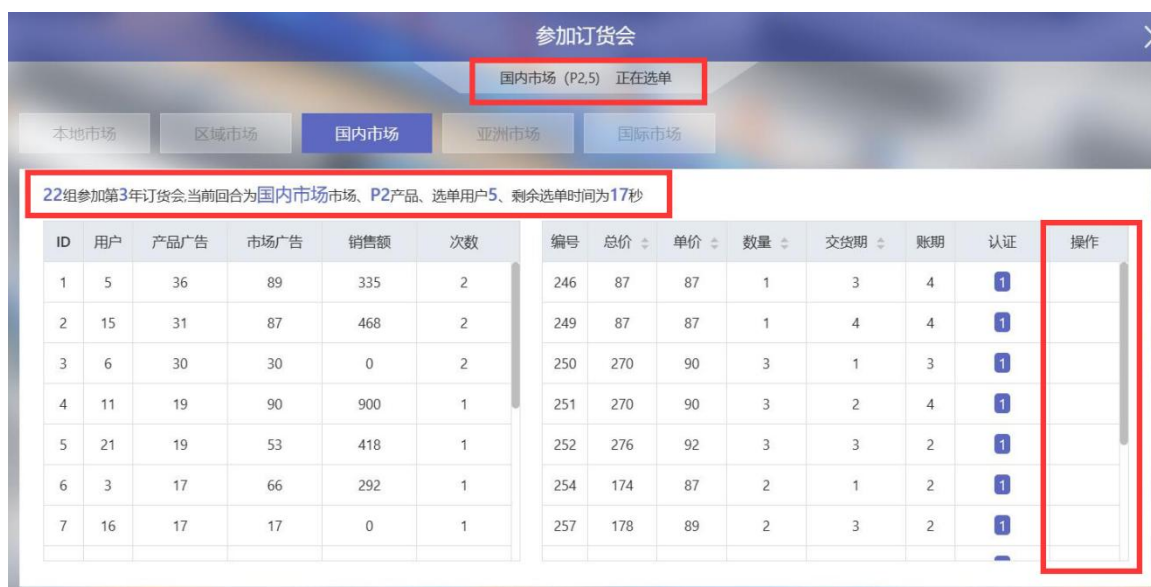 参加订货会
国内市场 (P2,5) 正在选单
本地市场 区域市场 国内市场 亚洲市场 国际市场
22组参加第3年订货会,当前回合为国内市场市场、P2产品、选单用户5、剩余选单时间为17秒
ID 用户 产品广告 市场广告 销售额 次数 编号 总价 单价 数量 交货期 账期 认证 操作
1 5 36 89 335 2 246 87 87 1 3 4 1
2 15 31 87 468 2 249 87 87 1 4 4 1
3 6 30 30 0 2 250 270 90 3 1 3 1
4 11 19 90 900 1 251 270 90 3 2 4 1
5 21 19 53 418 1 252 276 92 3 3 2 1
6 3 17 66 292 1 254 174 87 2 1 2 1
7 16 17 17 0 1 257 178 89 2 3 2 1